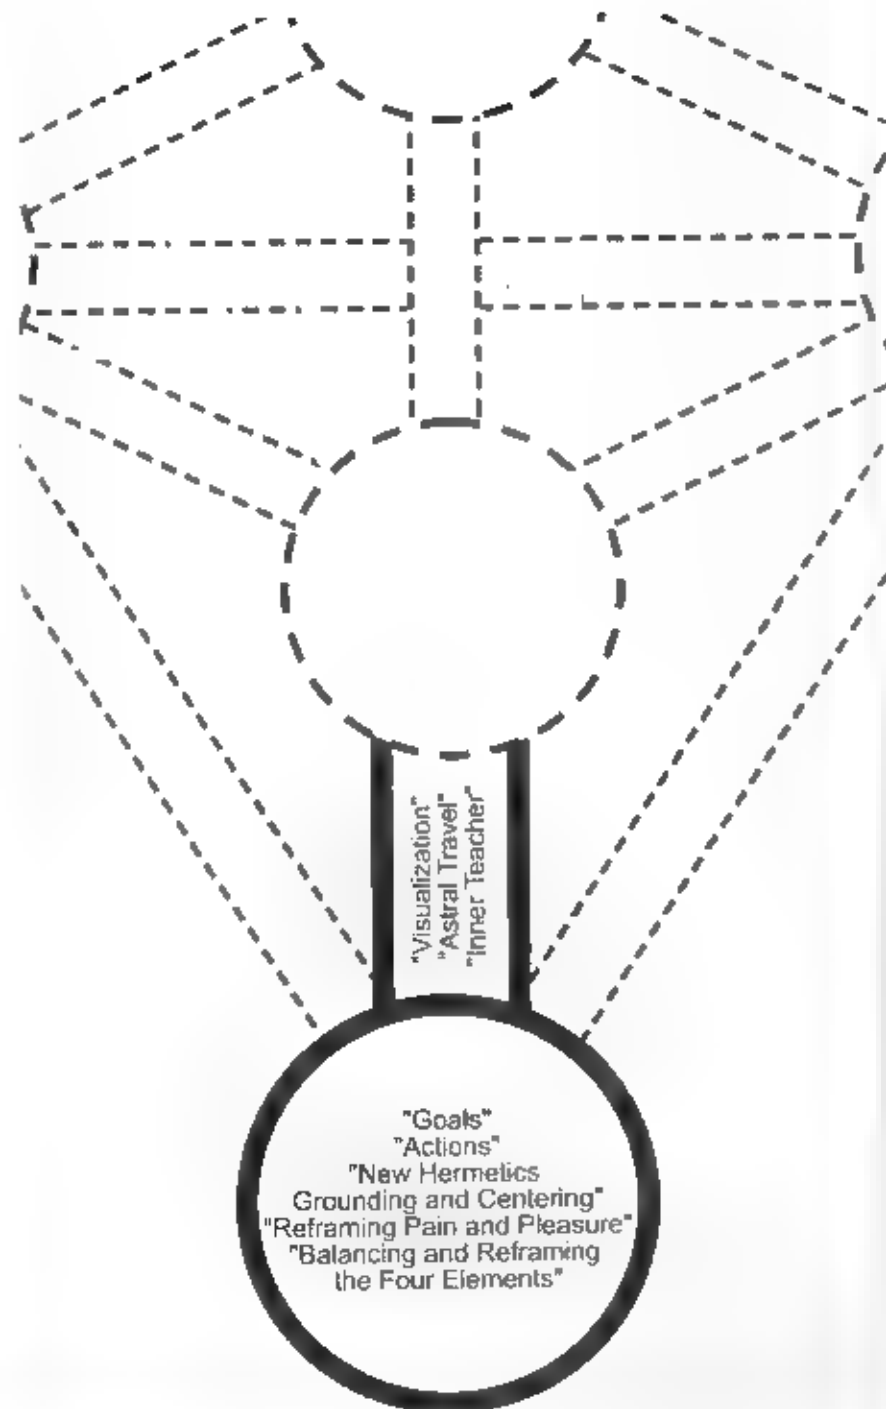 "Visualization"
"Astral Travel"
"Inner Teacher"
"Goals"
"Actions"
"New Hermetics
Grounding and Centering"
"Reframing Pain and Pleasure"
"Balancing and Reframing
the Four Elements"